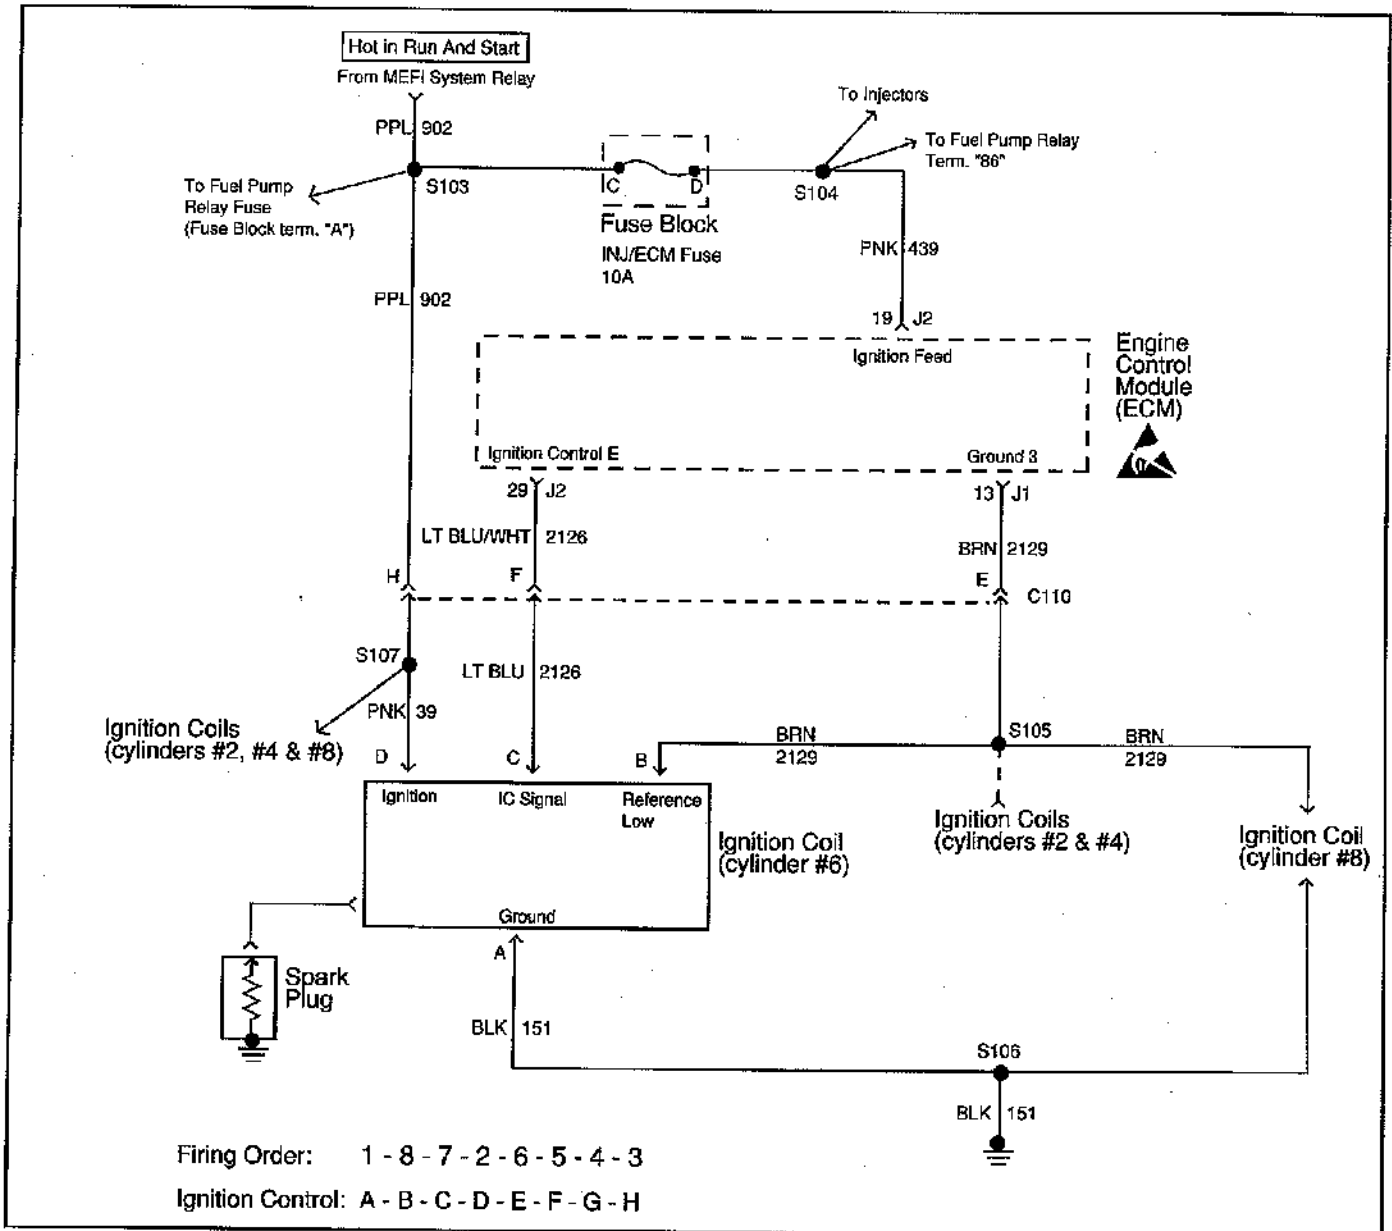 Hot in Run And Start
From MEFI System Relay
PPL 902
To Injectors
To Fuel Pump Relay
Term. "86"
S103
To Fuel Pump
Relay Fuse
(Fuse Block term. "A")
C D
S104
Fuse Block
INJ/ECM Fuse
10A
PNK 439
PPL 902
19 J2
Ignition Feed
Engine
Control
Module
(ECM)
Ignition Control E
Ground 3
29 J2
13 J1
LT BLU/WHT 2126
BRN 2129
H
F
E
C110
S107
LT BLU 2126
PNK 39
Ignition Coils
(cylinders #2, #4 & #8)
D
C
B
BRN
2129
S105
BRN
2129
Ignition
IC Signal
Reference
Low
Ignition Coil
(cylinder #6)
Ignition Coils
(cylinders #2 & #4)
Ignition Coil
(cylinder #8)
Ground
A
Spark
Plug
BLK 151
S106
BLK 151
Firing Order: 1 - 8 - 7 - 2 - 6 - 5 - 4 - 3
Ignition Control: A - B - C - D - E - F - G - H